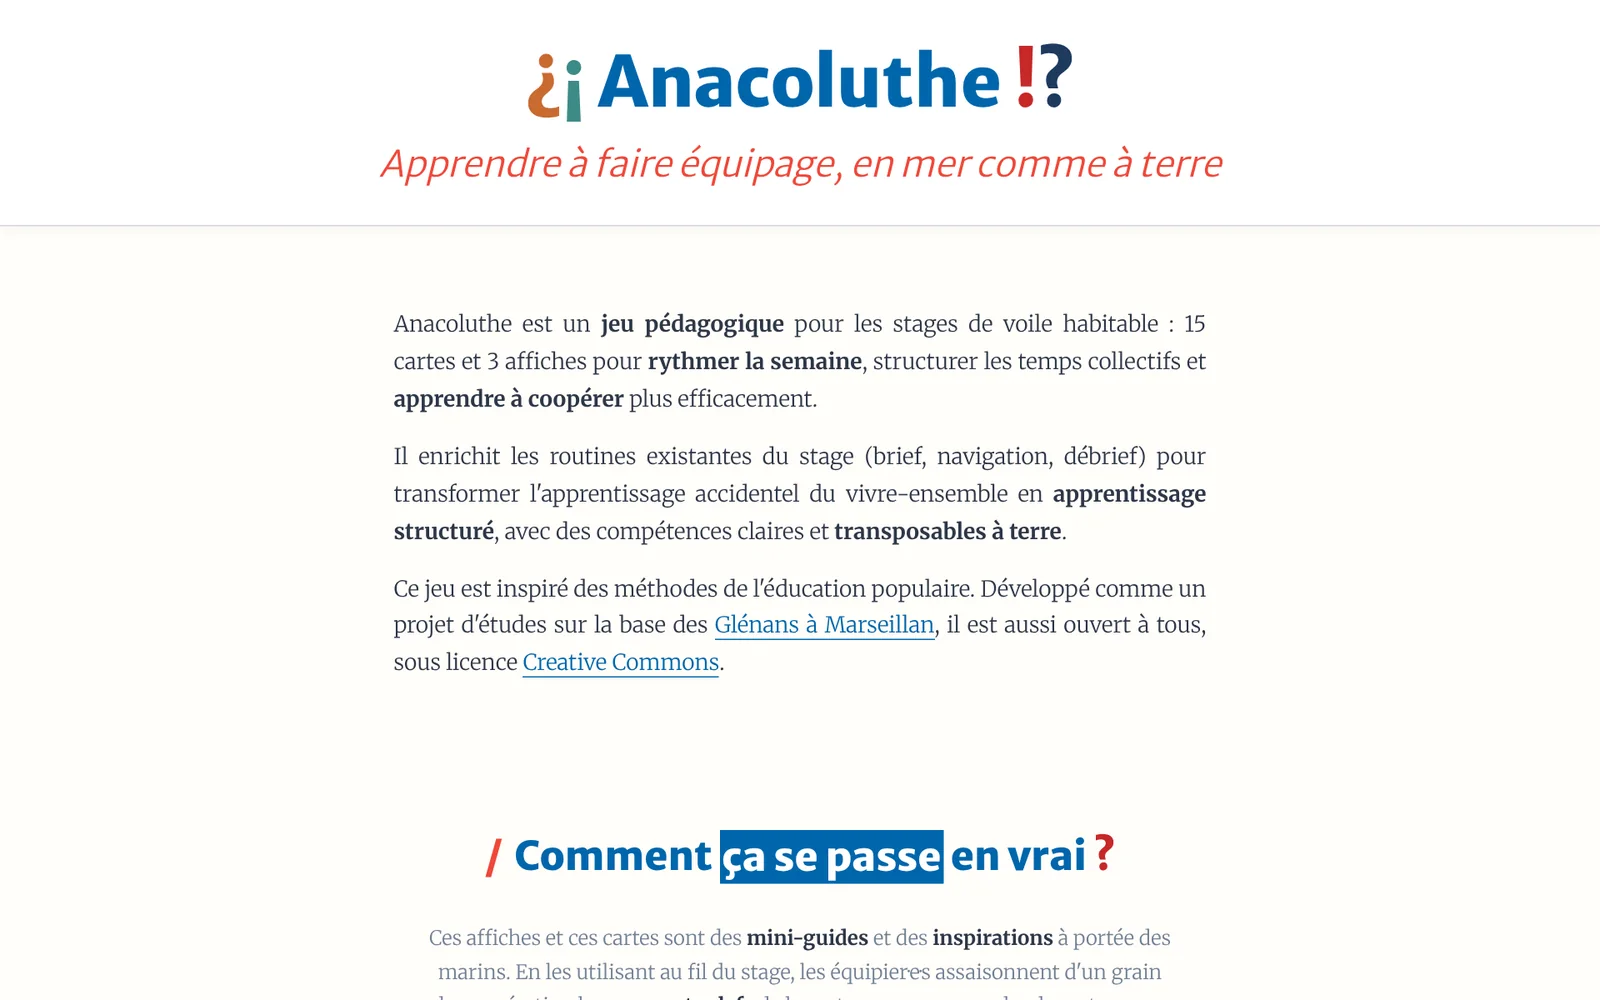 ¿¡ Anacoluthe !?
Apprendre à faire équipage, en mer comme à terre
Anacoluthe est un jeu pédagogique pour les stages de voile habitable : 15
cartes et 3 affiches pour rythmer la semaine, structurer les temps collectifs et
apprendre à coopérer plus efficacement.
Il enrichit les routines existantes du stage (brief, navigation, débrief) pour
transformer l'apprentissage accidentel du vivre-ensemble en apprentissage
structuré, avec des compétences claires et transposables à terre.
Ce jeu est inspiré des méthodes de l'éducation populaire. Développé comme un
projet d'études sur la base des Glénans à Marseillan, il est aussi ouvert à tous,
sous licence Creative Commons.
/ Comment ça se passe en vrai ?
Ces affiches et ces cartes sont des mini-guides et des inspirations à portée des
marins. En les utilisant au fil du stage, les équipier·es assaisonnent d'un grain